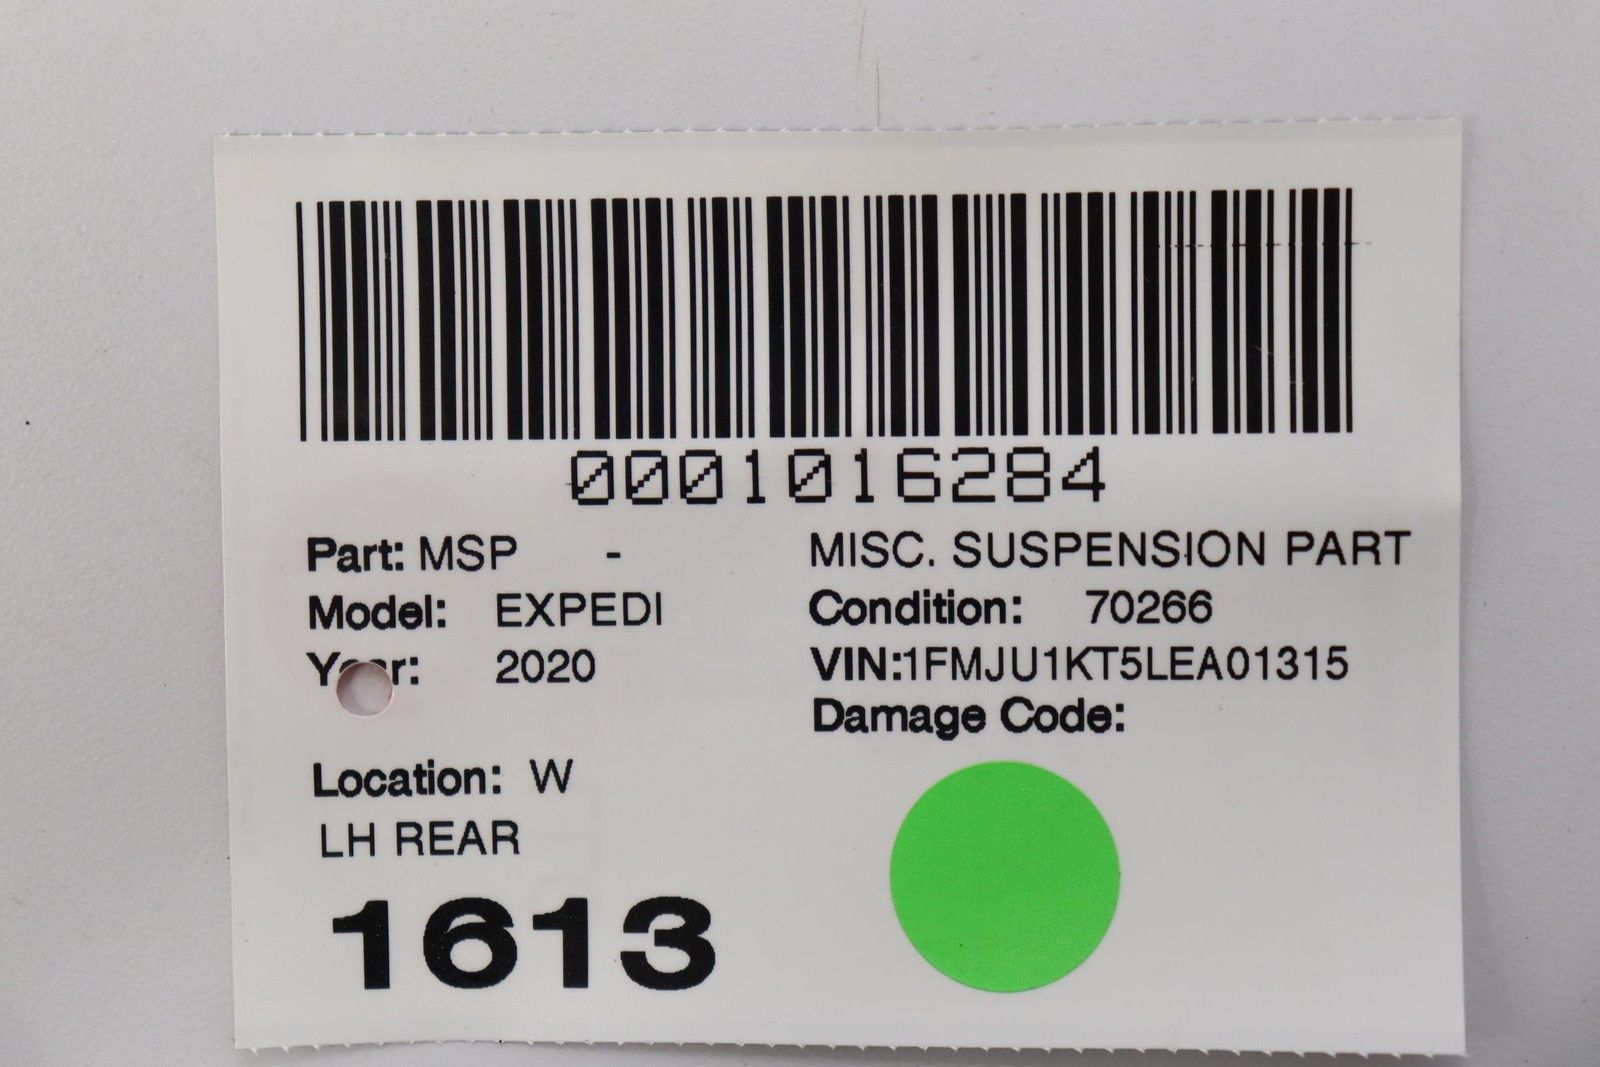 0001016284
Part: MSP - MISC. SUSPENSION PART
Model: EXPEDI Condition: 70266
Year: 2020 VIN:1FMJU1KT5LEA01315
Damage Code:
Location: W
LH REAR
1613